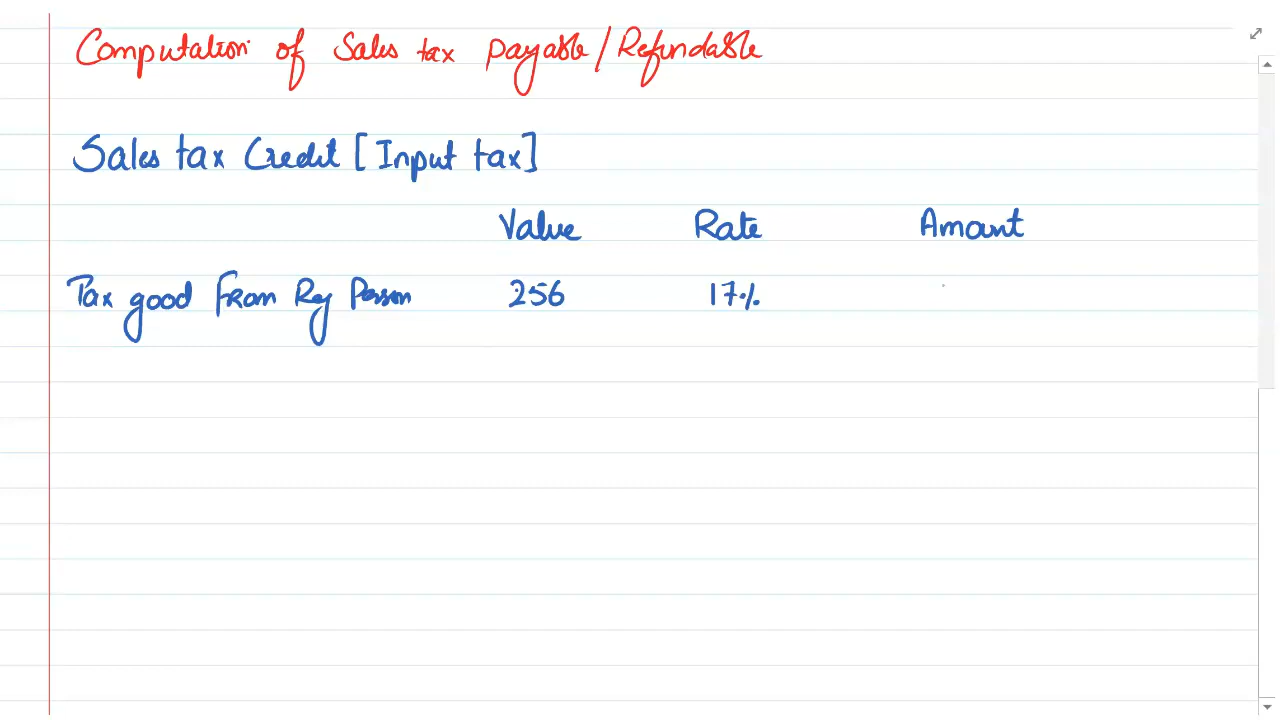 Computation of Sales tax Payable/Refundable
Sales tax Credit [Input tax]
Value Rate Amount
Tax good From Reg Person 256 17%